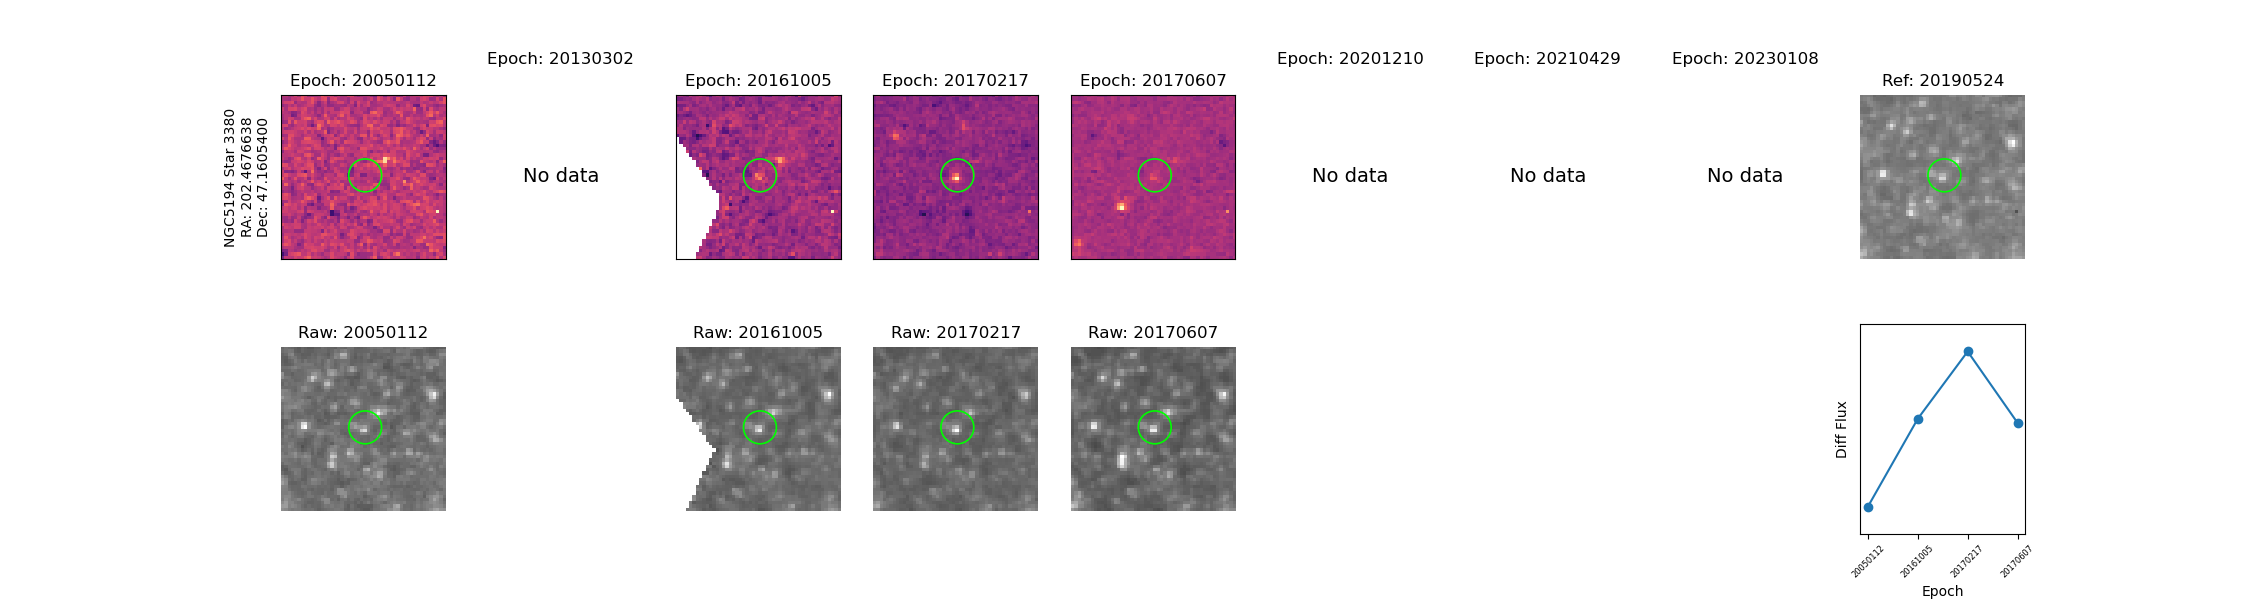 Epoch: 20130302
Epoch: 20201210
Epoch: 20210429
Epoch: 20230108
Epoch: 20050112
Epoch: 20161005
Epoch: 20170217
Epoch: 20170607
Ref: 20190524
NGC5194 Star 3380
RA: 202.4676638
Dec: 47.1605400
No data
No data
No data
No data
Raw: 20050112
Raw: 20161005
Raw: 20170217
Raw: 20170607
Diff Flux
20050112
20161005
20170217
20170607
Epoch